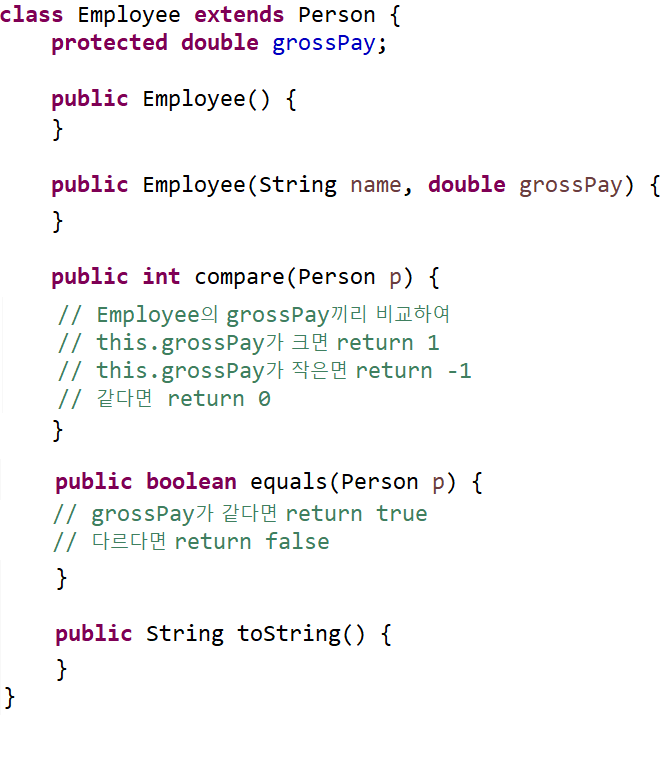 class Employee extends Person {
protected double grossPay;
public Employee() {
}
public Employee(String name, double grossPay) {
}
public int compare(Person p) {
// Employee의 grossPay끼리 비교하여
// this.grossPay가 크면 return 1
// this.grossPay가 작은면 return -1
// 같다면 return 0
}
public boolean equals(Person p) {
// grossPay가 같다면 return true
// 다르다면 return false
}
public String toString() {
}
}